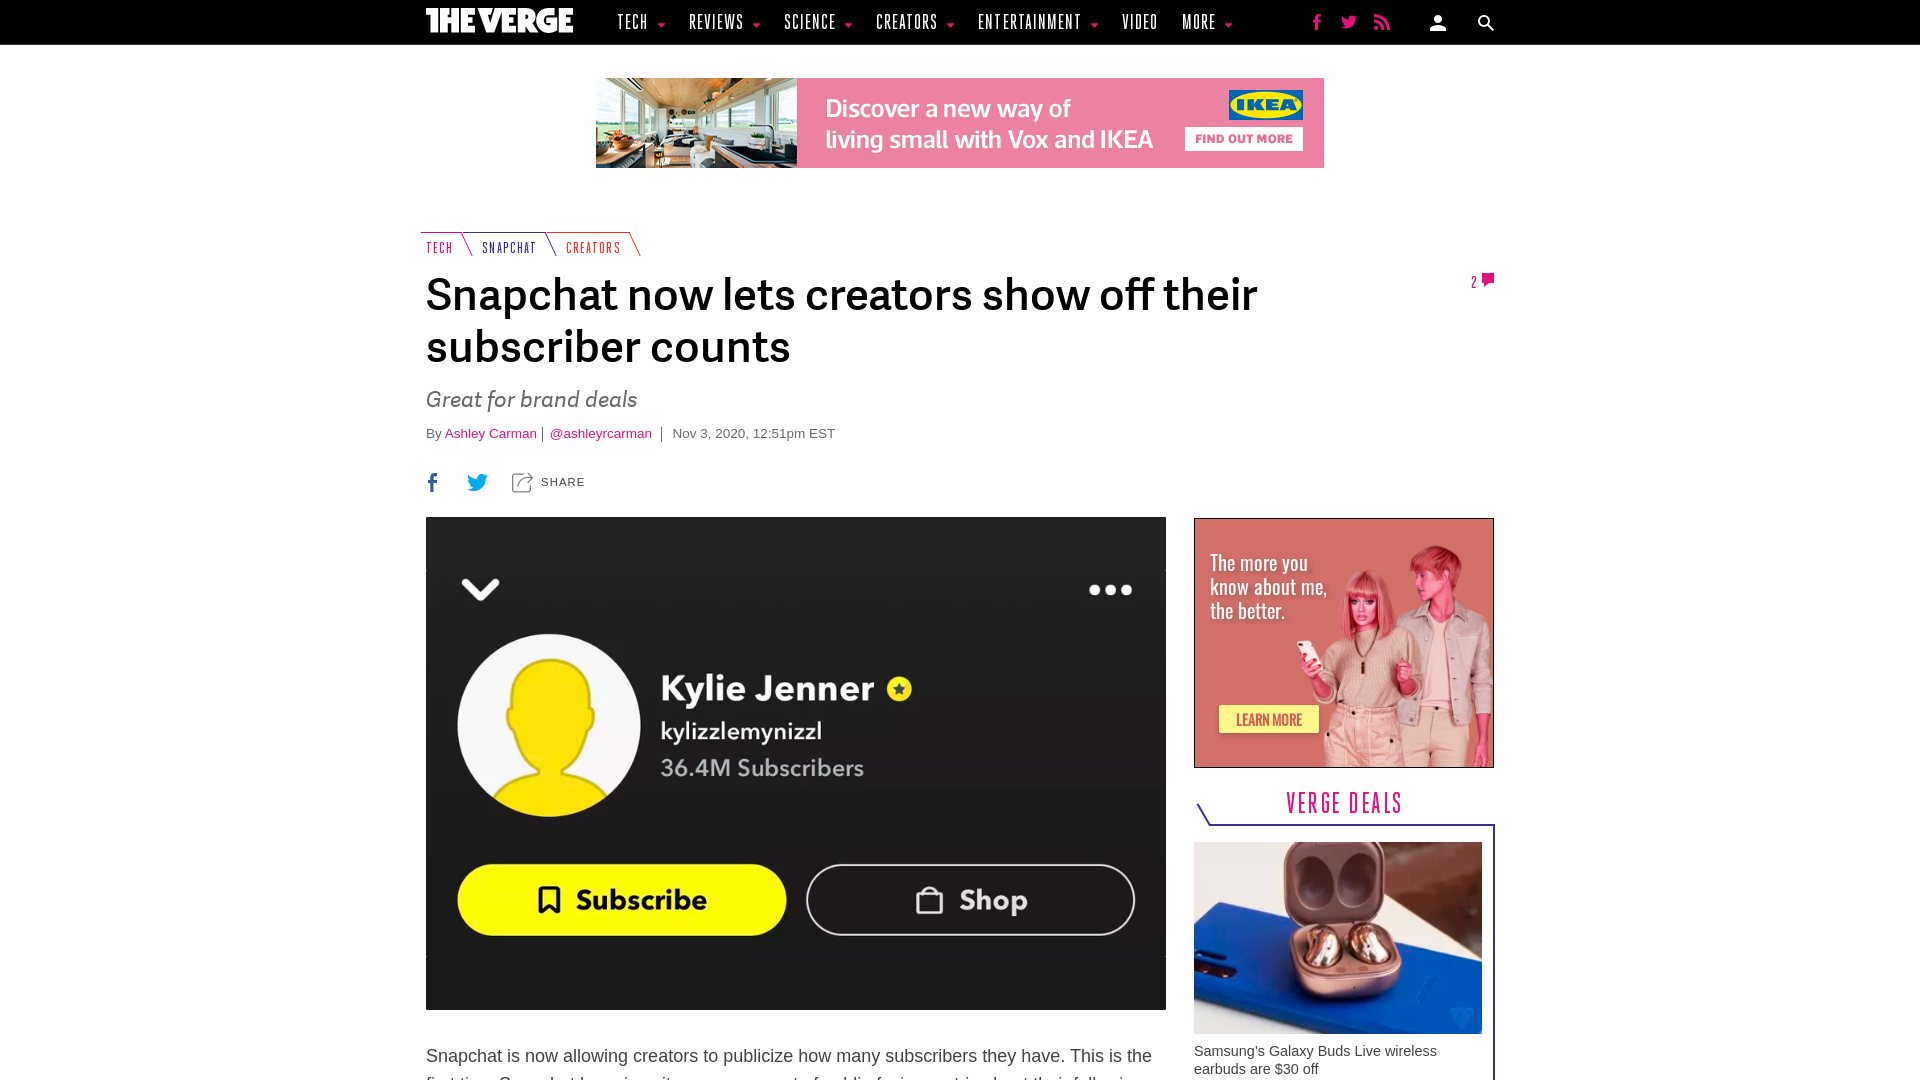 THE VERGE
TECH REVIEWS SCIENCE CREATORS ENTERTAINMENT VIDEO MORE
Discover a new way of
living small with Vox and IKEA
IKEA
FIND OUT MORE
TECH SNAPCHAT CREATORS
Snapchat now lets creators show off their
subscriber counts
2
Great for brand deals
By Ashley Carman | @ashleyrcarman | Nov 3, 2020, 12:51pm EST
SHARE
Kylie Jenner
kylizzlemynizzl
36.4M Subscribers
Subscribe
Shop
Snapchat is now allowing creators to publicize how many subscribers they have. This is the
The more you
know about me,
the better.
LEARN MORE
VERGE DEALS
Samsung’s Galaxy Buds Live wireless
earbuds are $30 off